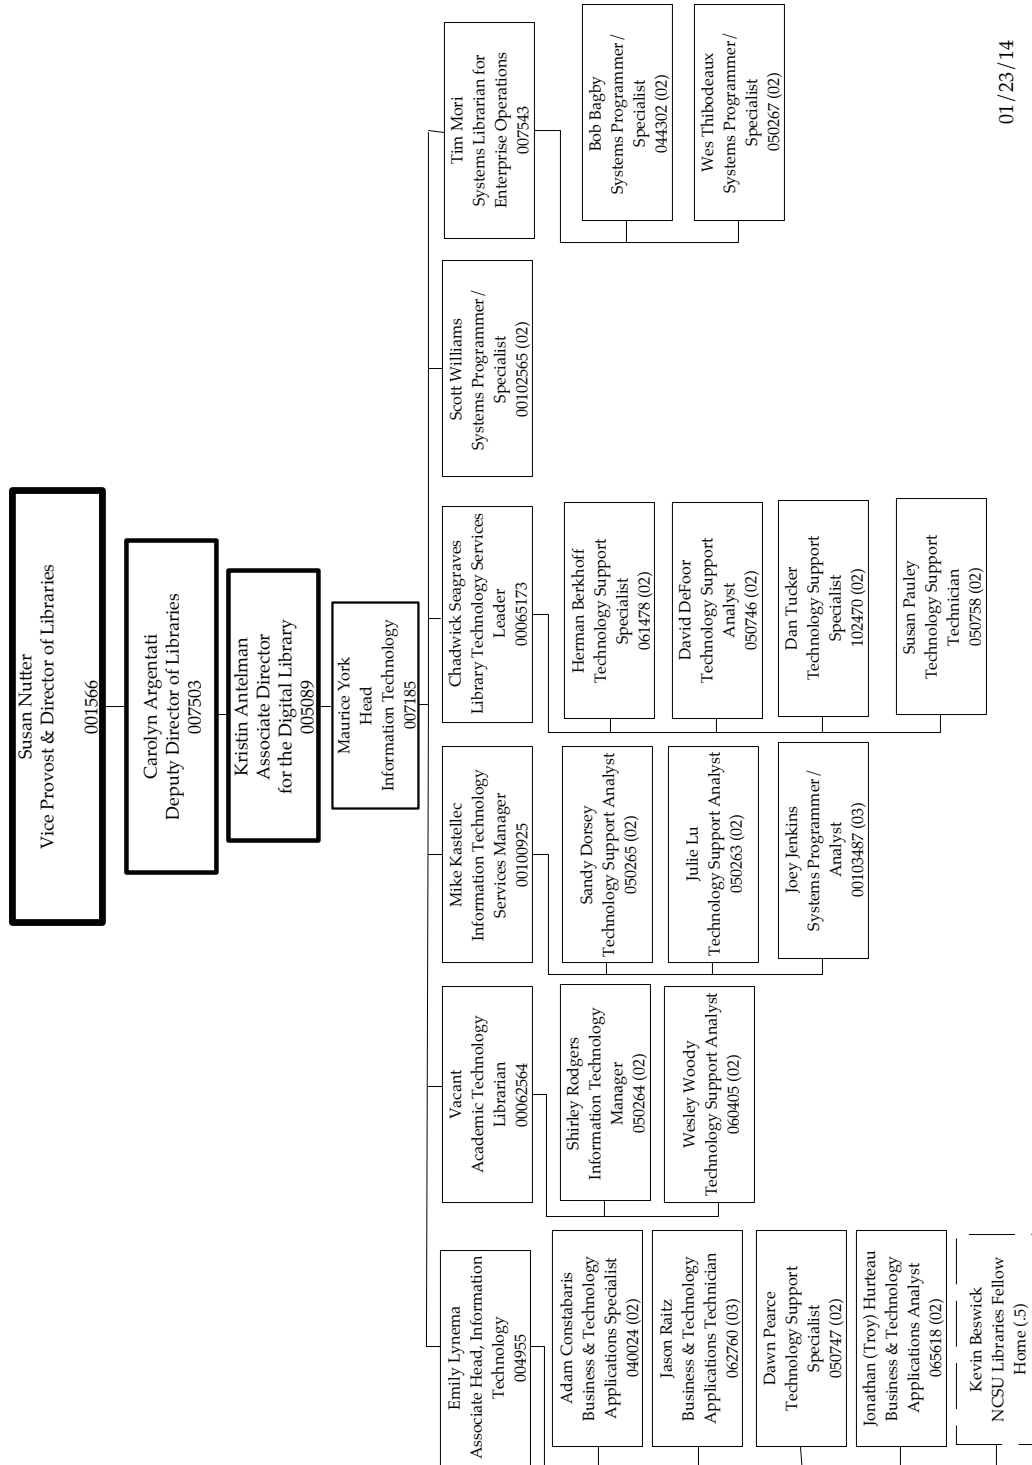 Susan Nutter
Vice Provost & Director of Libraries
001566
Carolyn Argentati
Deputy Director of Libraries
007503
Kristin Antelman
Associate Director
for the Digital Library
005089
Maurice York
Head
Information Technology
007185
Emily Lynema
Associate Head, Information
Technology
004955
Adam Constabaris
Business & Technology
Applications Specialist
040024 (02)
Jason Raitz
Business & Technology
Applications Technician
062760 (03)
Dawn Pearce
Technology Support
Specialist
050747 (02)
Jonathan (Troy) Hurteau
Business & Technology
Applications Analyst
065618 (02)
Kevin Beswick
NCSU Libraries Fellow
Home (.5)
Vacant
Academic Technology
Librarian
00062564
Shirley Rodgers
Information Technology
Manager
050264 (02)
Wesley Woody
Technology Support Analyst
060405 (02)
Mike Kastellec
Information Technology
Services Manager
00100925
Sandy Dorsey
Technology Support Analyst
050265 (02)
Julie Lu
Technology Support Analyst
050263 (02)
Joey Jenkins
Systems Programmer/
Analyst
00103487 (03)
Chadwick Seagraves
Library Technology Services
Leader
00065173
Herman Berkhoff
Technology Support
Specialist
061478 (02)
David DeFoor
Technology Support
Analyst
050746 (02)
Dan Tucker
Technology Support
Specialist
102470 (02)
Susan Pauley
Technology Support
Technician
050758 (02)
Scott Williams
Systems Programmer/
Specialist
00102565 (02)
Tim Mori
Systems Librarian for
Enterprise Operations
007543
Bob Bagby
Systems Programmer/
Specialist
044302 (02)
Wes Thibodeaux
Systems Programmer/
Specialist
050267 (02)
01/23/14